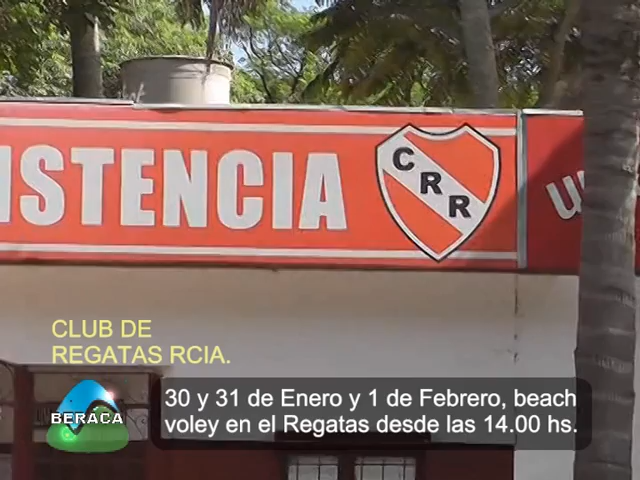 ISTENCIA
CRR
CLUB DE
REGATAS RCIA.
BERACA
30 y 31 de Enero y 1 de Febrero, beach
voley en el Regatas desde las 14.00 hs.